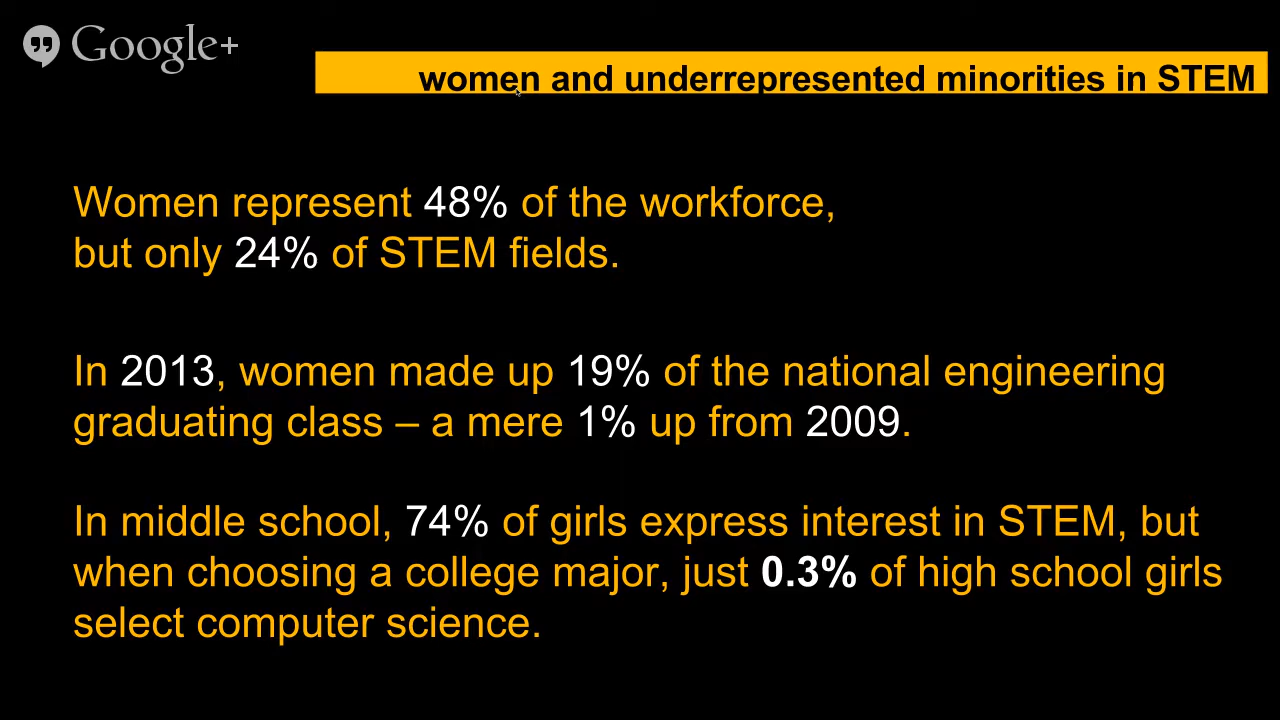 Google+
women and underrepresented minorities in STEM
Women represent 48% of the workforce,
but only 24% of STEM fields.
In 2013, women made up 19% of the national engineering
graduating class – a mere 1% up from 2009.
In middle school, 74% of girls express interest in STEM, but
when choosing a college major, just 0.3% of high school girls
select computer science.